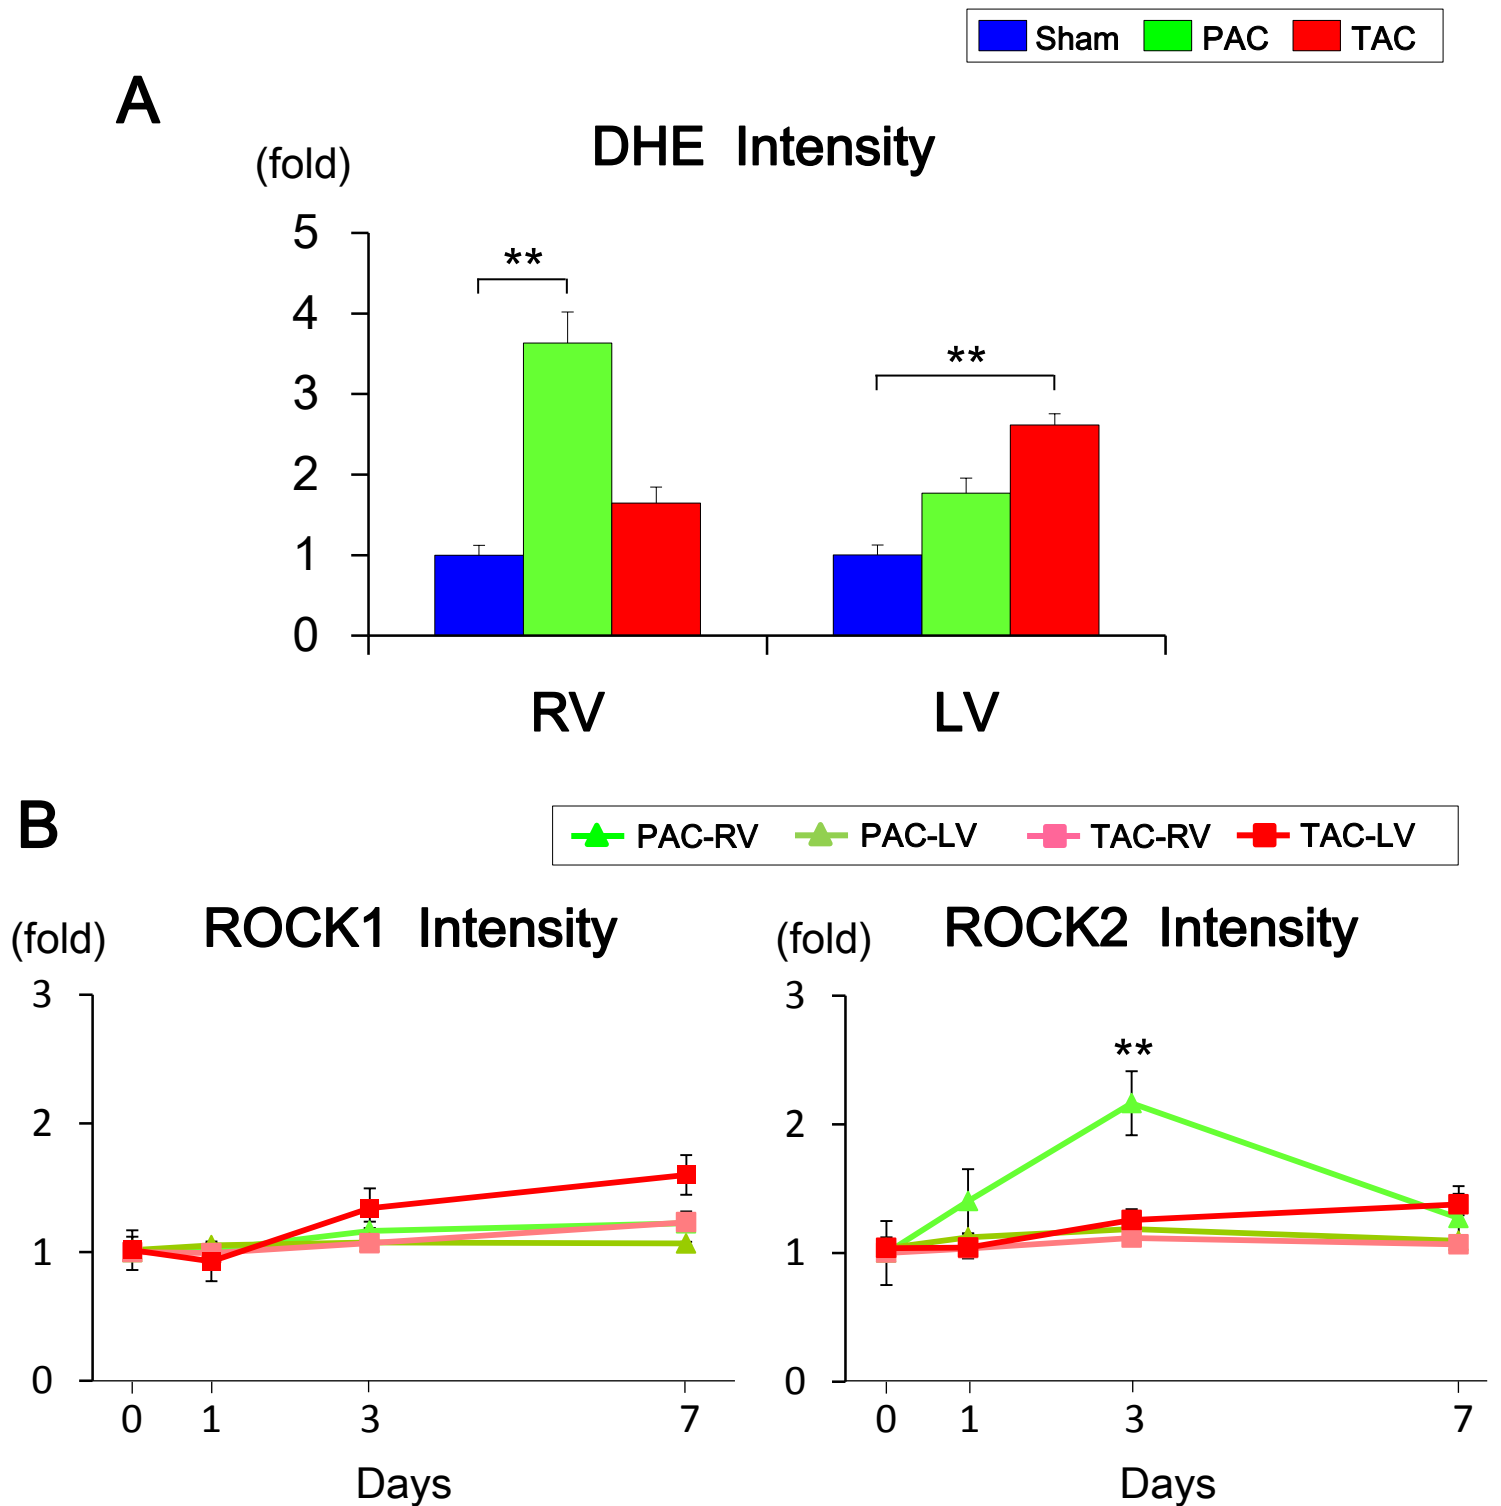 Sham PAC TAC
A
DHE Intensity
(fold)
5
**
4
**
3
2
1
0
RV LV
B
PAC-RV PAC-LV TAC-RV TAC-LV
ROCK1 Intensity
(fold)
3
2
1
0
0 1 3 7
Days
ROCK2 Intensity
(fold)
3
**
2
1
0
0 1 3 7
Days